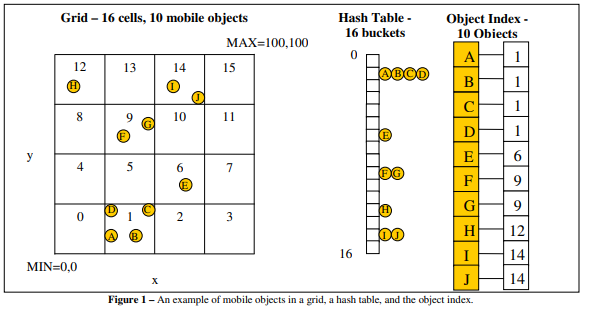 Grid – 16 cells, 10 mobile objects
MAX=100,100
12 13 14 15
H I J
8 9 10 11
F G
y
4 5 6 7
E
D C
0 1 2 3
A B
MIN=0,0
x
Hash Table -
16 buckets
0
A B C D
E
F G
H
I J
16
Object Index -
10 Objects
A 1
B 1
C 1
D 1
E 6
F 9
G 9
H 12
I 14
J 14
Figure 1 – An example of mobile objects in a grid, a hash table, and the object index.